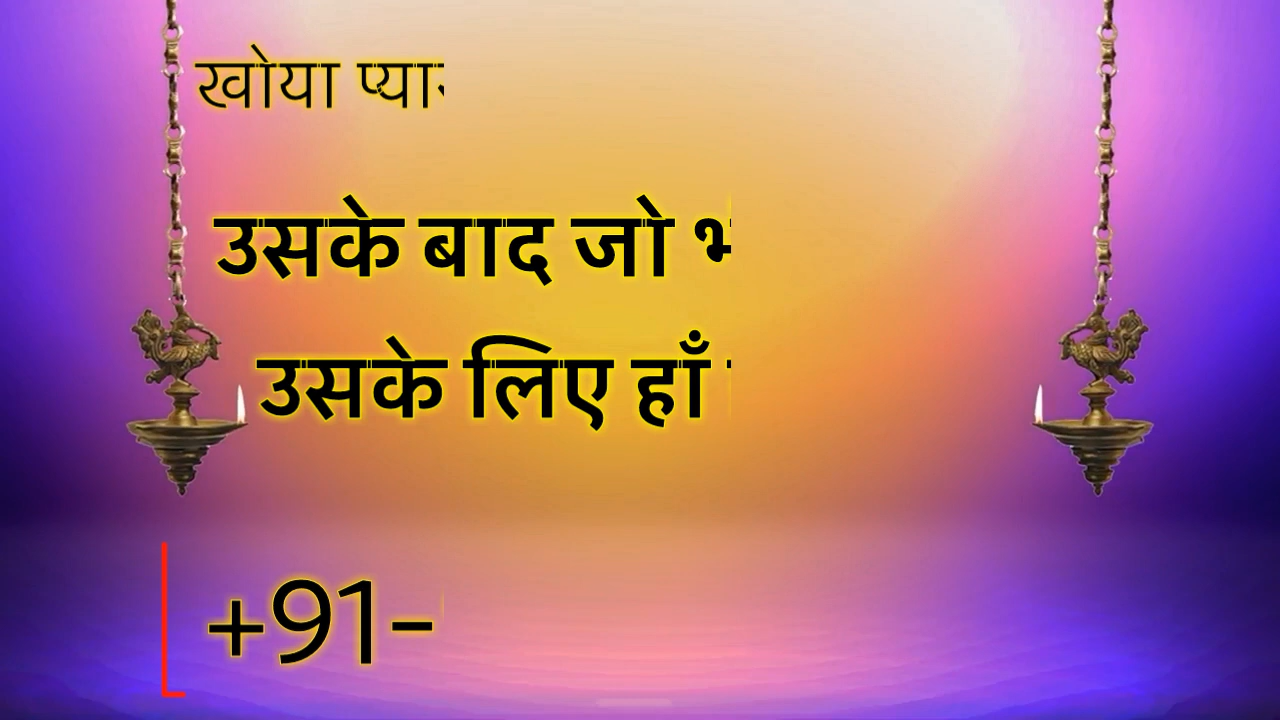 खोया
उसके बाद जो
उसके लिए हाँ
+91-